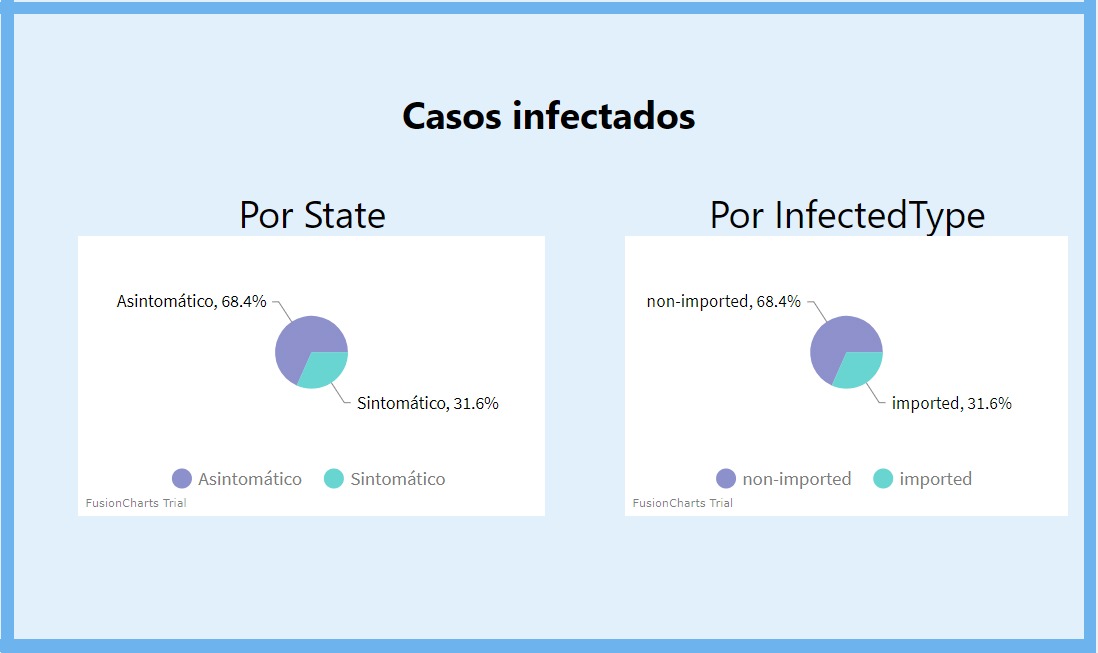 Casos infectados
Por State
Asintomático, 68.4%
Sintomático, 31.6%
Asintomático
Sintomático
FusionCharts Trial
Por InfectedType
non-imported, 68.4%
imported, 31.6%
non-imported
imported
FusionCharts Trial